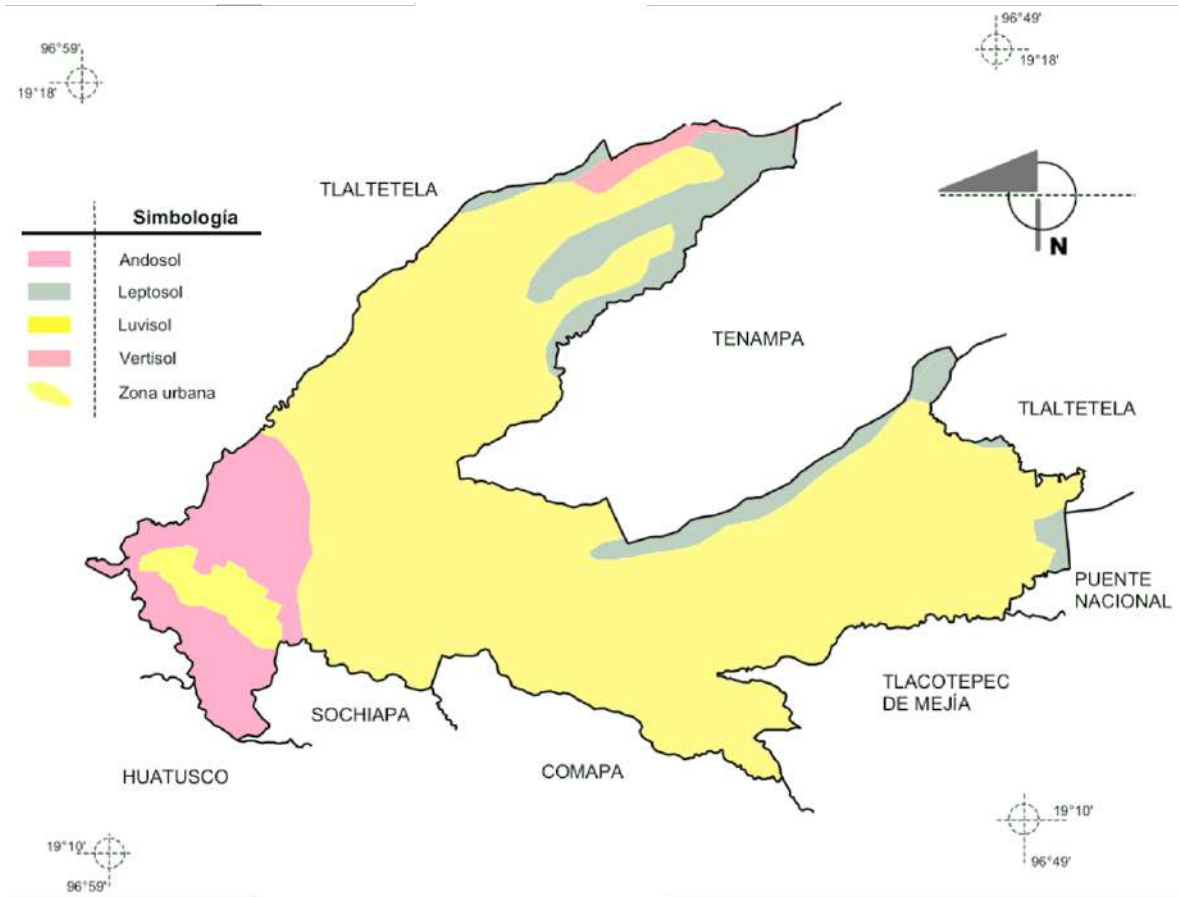 96°49'
19°18'
96°59'
19°18'
TLALTETELA
Simbología
Andosol
Leptosol
Luvisol
Vertisol
Zona urbana
N
TENAMPA
TLALTETELA
PUENTE
NACIONAL
TLACOTEPEC
DE MEJÍA
SOCHIAPA
COMAPA
HUATUSCO
19°10'
96°59'
19°10'
96°49'